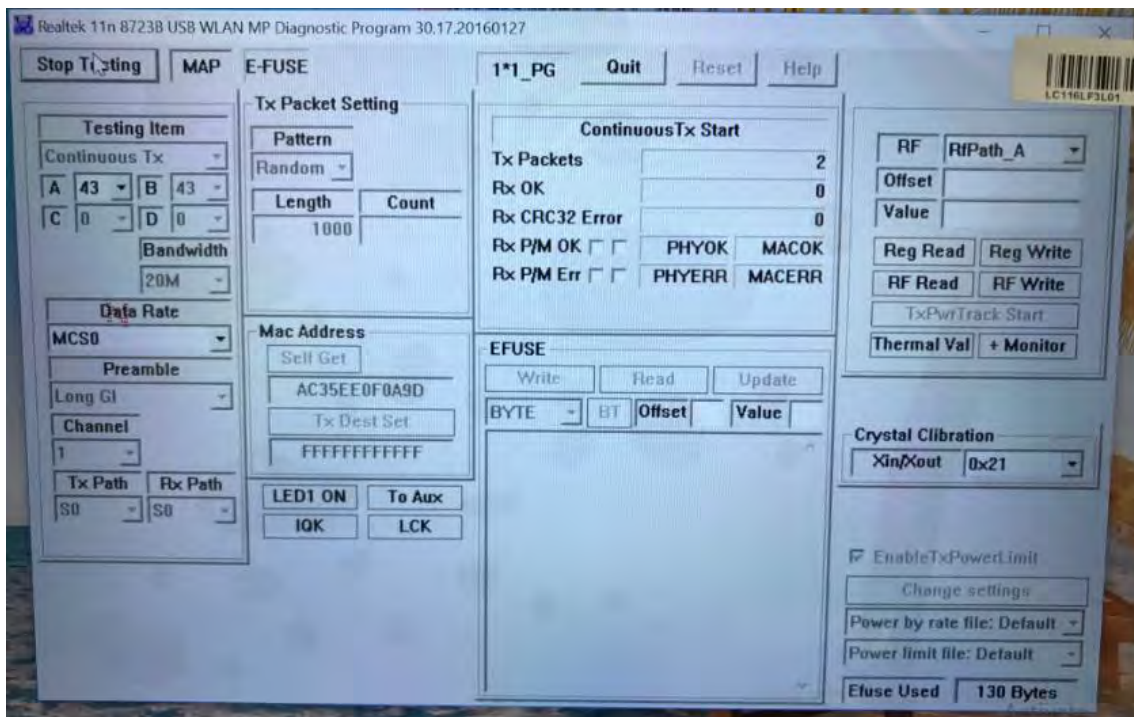 Realtek 11n 8723B USB WLAN MP Diagnostic Program 30.17.20160127
Stop Testing MAP E-FUSE 1*1_PG Quit Reset Help
LC116LF3L01
Testing Item
Continuous Tx
A 43 B 43
C 0 D 0
Bandwidth
20M
Data Rate
MCS0
Preamble
Long GI
Channel
1
Tx Path Rx Path
S0 S0
Tx Packet Setting
Pattern
Random
Length Count
1000
Mac Address
Self Get
AC35EE0F0A9D
Tx Dest Set
FFFFFFFFFFFF
LED1 ON To Aux
IQK LCK
ContinuousTx Start
Tx Packets 2
Rx OK 0
Rx CRC32 Error 0
Rx P/M OK PHYOK MACOK
Rx P/M Err PHYERR MACERR
EFUSE
Write Read Update
BYTE BT Offset Value
RF RfPath_A
Offset
Value
Reg Read Reg Write
RF Read RF Write
TxPwrTrack Start
Thermal Val + Monitor
Crystal Clibration
Xin/Xout 0x21
EnableTxPowerLimit
Change settings
Power by rate file: Default
Power limit file: Default
Efuse Used 130 Bytes